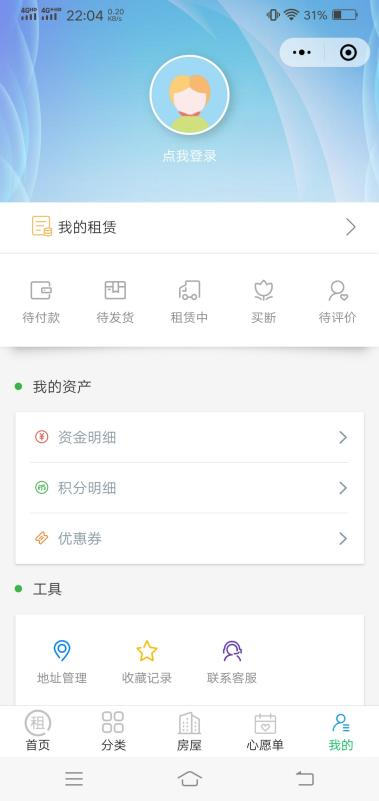 4GHD 4G+HD 22:04 0.20 KB/s 31%
点我登录
我的租赁
待付款 待发货 租赁中 买断 待评价
我的资产
资金明细
积分明细
优惠券
工具
地址管理 收藏记录 联系客服
租
首页 分类 房屋 心愿单 我的